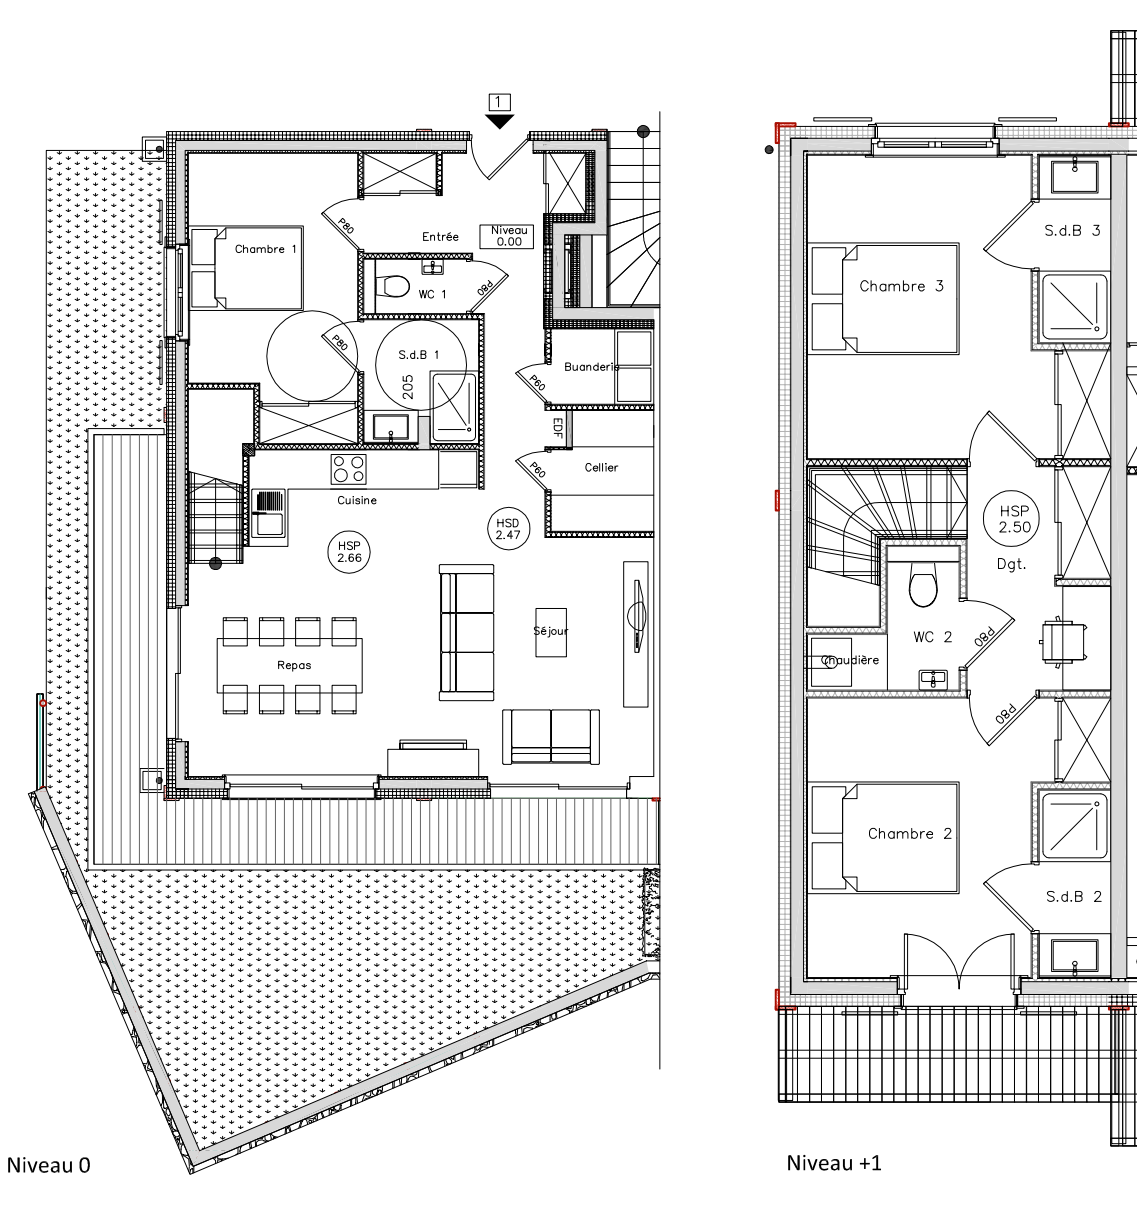 1
Niveau
0.00
Entrée
P80
Chambre 1
WC 1
P80
P80
S.d.B 1
205
Buanderie
P60
EDF
P60
Cellier
Cuisine
HSP
2.66
HSD
2.47
Séjour
Repas
Niveau 0
S.d.B 3
Chambre 3
HSP
2.50
Dgt.
WC 2
P80
Chaudière
P80
Chambre 2
S.d.B 2
Niveau +1